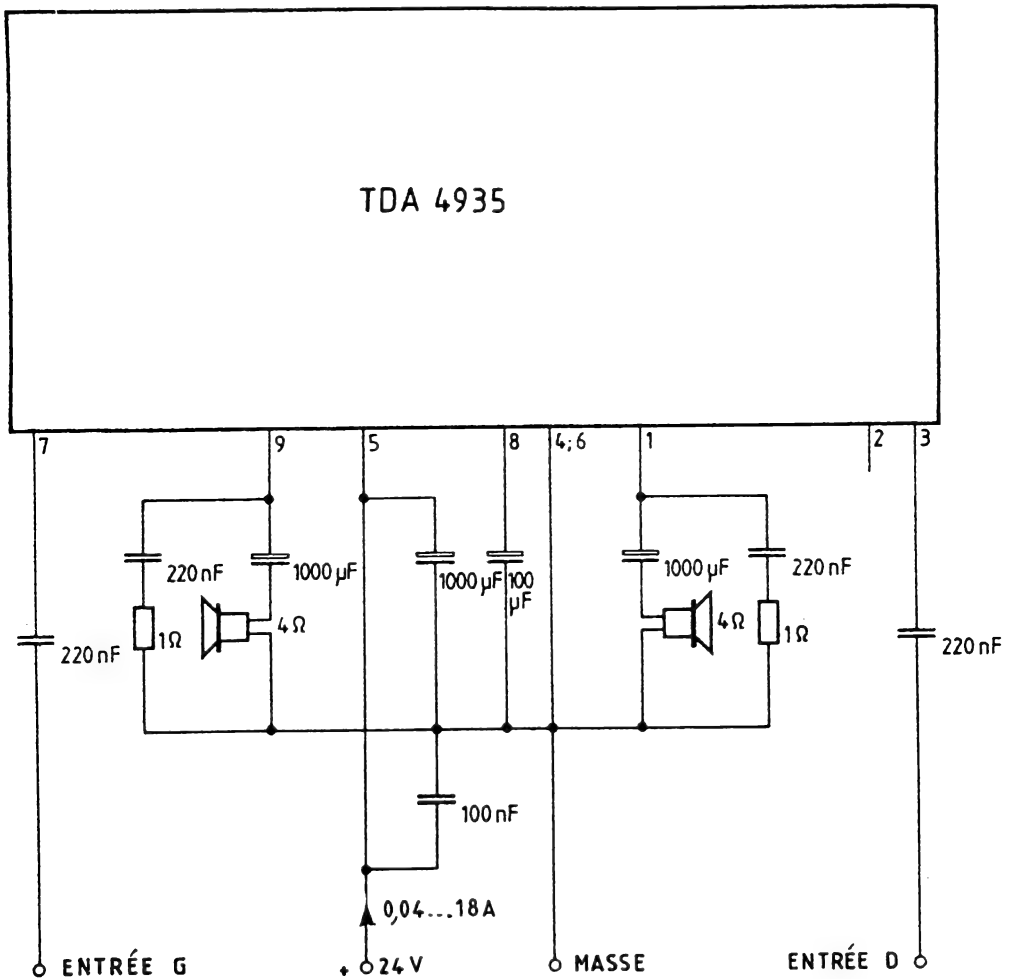 TDA 4935
7 9 5 8 4;6 1 2 3
220 nF 1000 µF 1000 µF 100 µF 1000 µF 220 nF
1Ω 4Ω 4Ω 1Ω
220 nF 220 nF
100 nF
0,04...18A
ENTRÉE G + 24 V MASSE ENTRÉE D